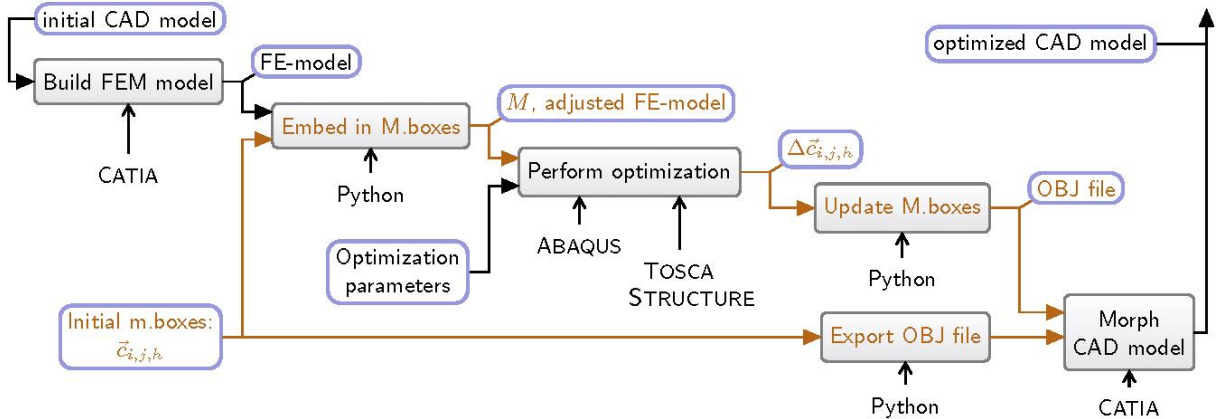 initial CAD model
optimized CAD model
FE-model
Build FEM model
M, adjusted FE-model
Embed in M.boxes
Δc⃗i,j,h
CATIA
Perform optimization
Python
OBJ file
Update M.boxes
ABAQUS
Optimization
parameters
TOSCA
STRUCTURE
Python
Initial m.boxes:
c⃗i,j,h
Export OBJ file
Morph
CAD model
Python
CATIA